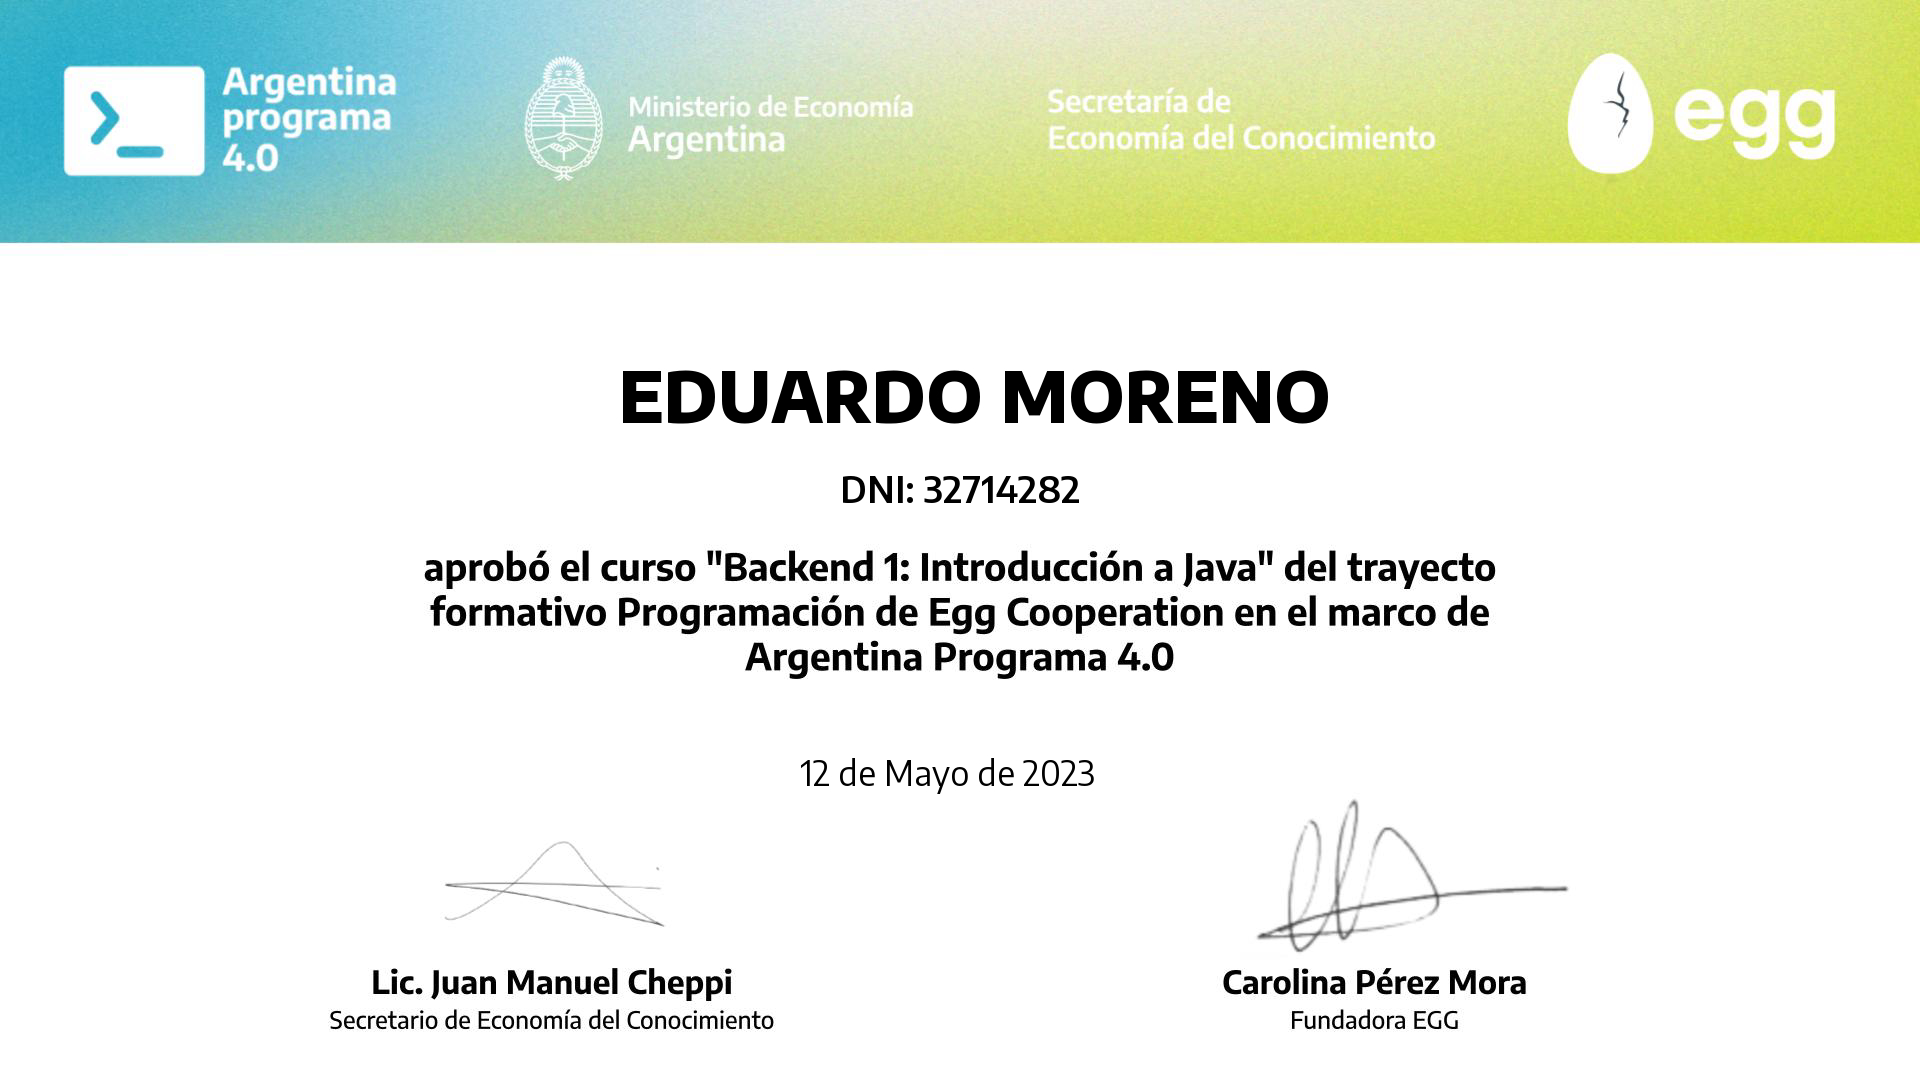 Argentina
programa
4.0
Ministerio de Economía
Argentina
Secretaría de
Economía del Conocimiento
egg
EDUARDO MORENO
DNI: 32714282
aprobó el curso "Backend 1: Introducción a Java" del trayecto
formativo Programación de Egg Cooperation en el marco de
Argentina Programa 4.0
12 de Mayo de 2023
Lic. Juan Manuel Cheppi
Secretario de Economía del Conocimiento
Carolina Pérez Mora
Fundadora EGG